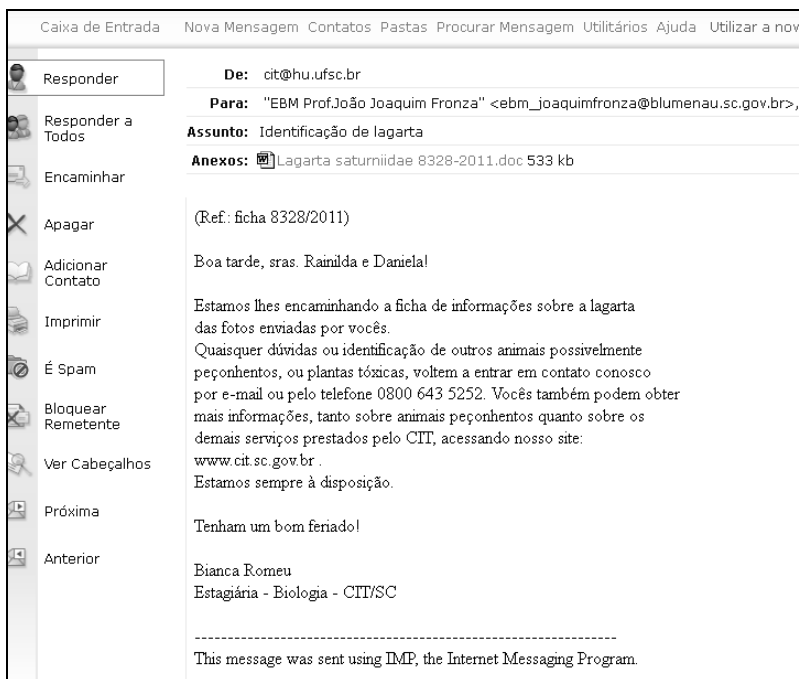 Caixa de Entrada Nova Mensagem Contatos Pastas Procurar Mensagem Utilitários Ajuda Utilizar a nov
Responder
Responder a
Todos
Encaminhar
Apagar
Adicionar
Contato
Imprimir
É Spam
Bloquear
Remetente
Ver Cabeçalhos
Próxima
Anterior
De: cit@hu.ufsc.br
Para: "EBM Prof.João Joaquim Fronza" <ebm_joaquimfronza@blumenau.sc.gov.br>,
Assunto: Identificação de lagarta
Anexos: Lagarta saturniidae 8328-2011.doc 533 kb
(Ref.: ficha 8328/2011)
Boa tarde, sras. Rainilda e Daniela!
Estamos lhes encaminhando a ficha de informações sobre a lagarta
das fotos enviadas por vocês.
Quaisquer dúvidas ou identificação de outros animais possivelmente
peçonhentos, ou plantas tóxicas, voltem a entrar em contato conosco
por e-mail ou pelo telefone 0800 643 5252. Vocês também podem obter
mais informações, tanto sobre animais peçonhentos quanto sobre os
demais serviços prestados pelo CIT, acessando nosso site:
www.cit.sc.gov.br .
Estamos sempre à disposição.
Tenham um bom feriado!
Bianca Romeu
Estagiária - Biologia - CIT/SC
----------------------------------------------------------------
This message was sent using IMP, the Internet Messaging Program.